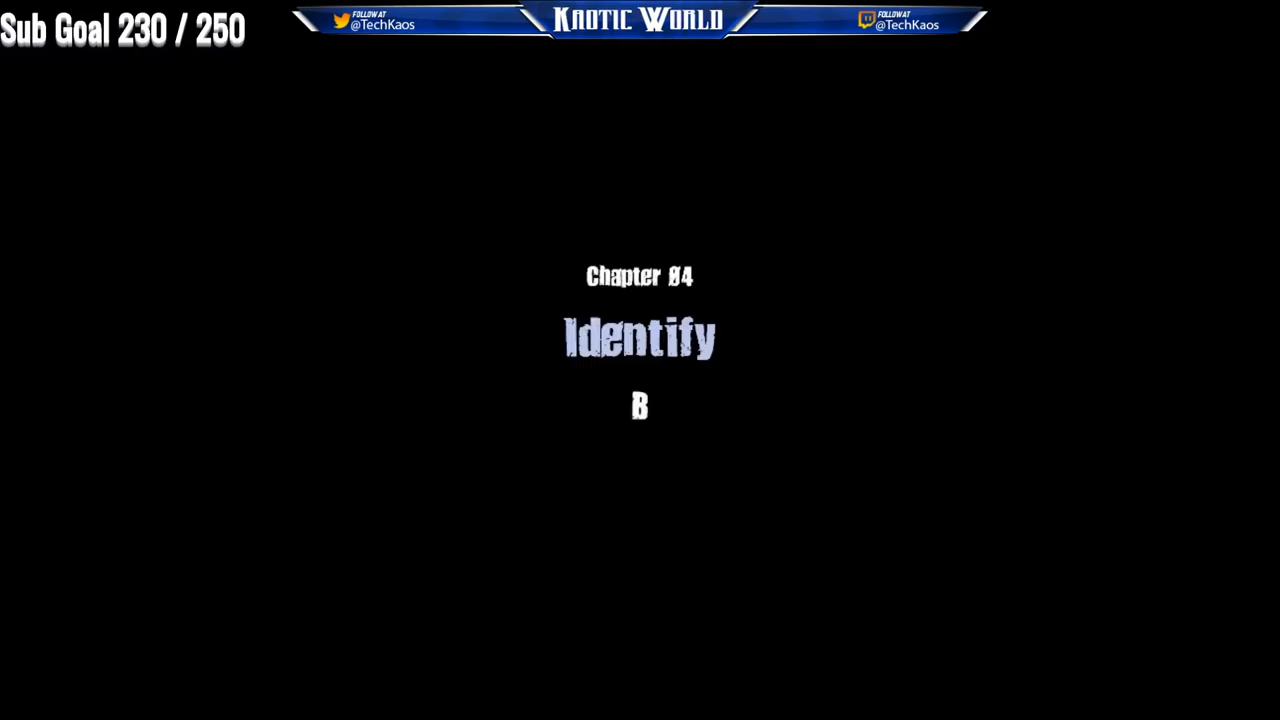 Sub Goal 230 / 250
FOLLOW AT
@TechKaos
KAOTIC WORLD
FOLLOW AT
@TechKaos
Chapter 04
Identify
B